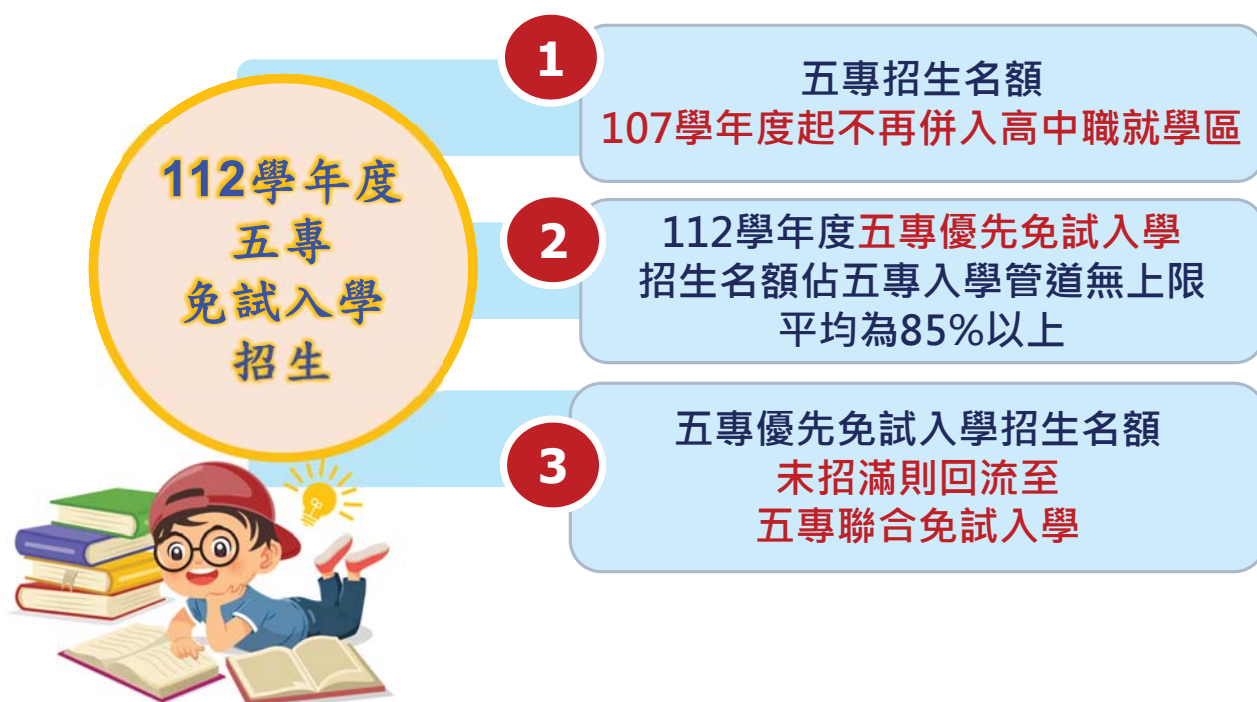 112學年度
五專
免試入學
招生
1
五專招生名額
107學年度起不再併入高中職就學區
2
112學年度五專優先免試入學
招生名額佔五專入學管道無上限
平均為85%以上
3
五專優先免試入學招生名額
未招滿則回流至
五專聯合免試入學